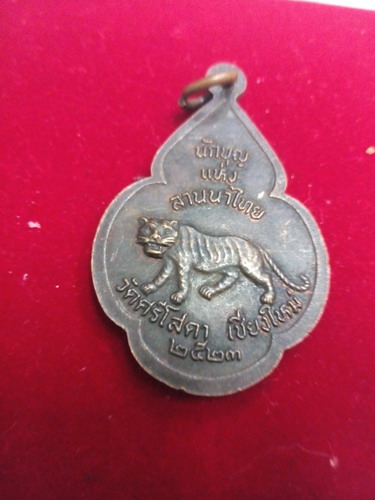 นักบุญ
แห่ง
ลานนาไทย
วัดศรีโสดา เชียงใหม่
๒๕๒๓